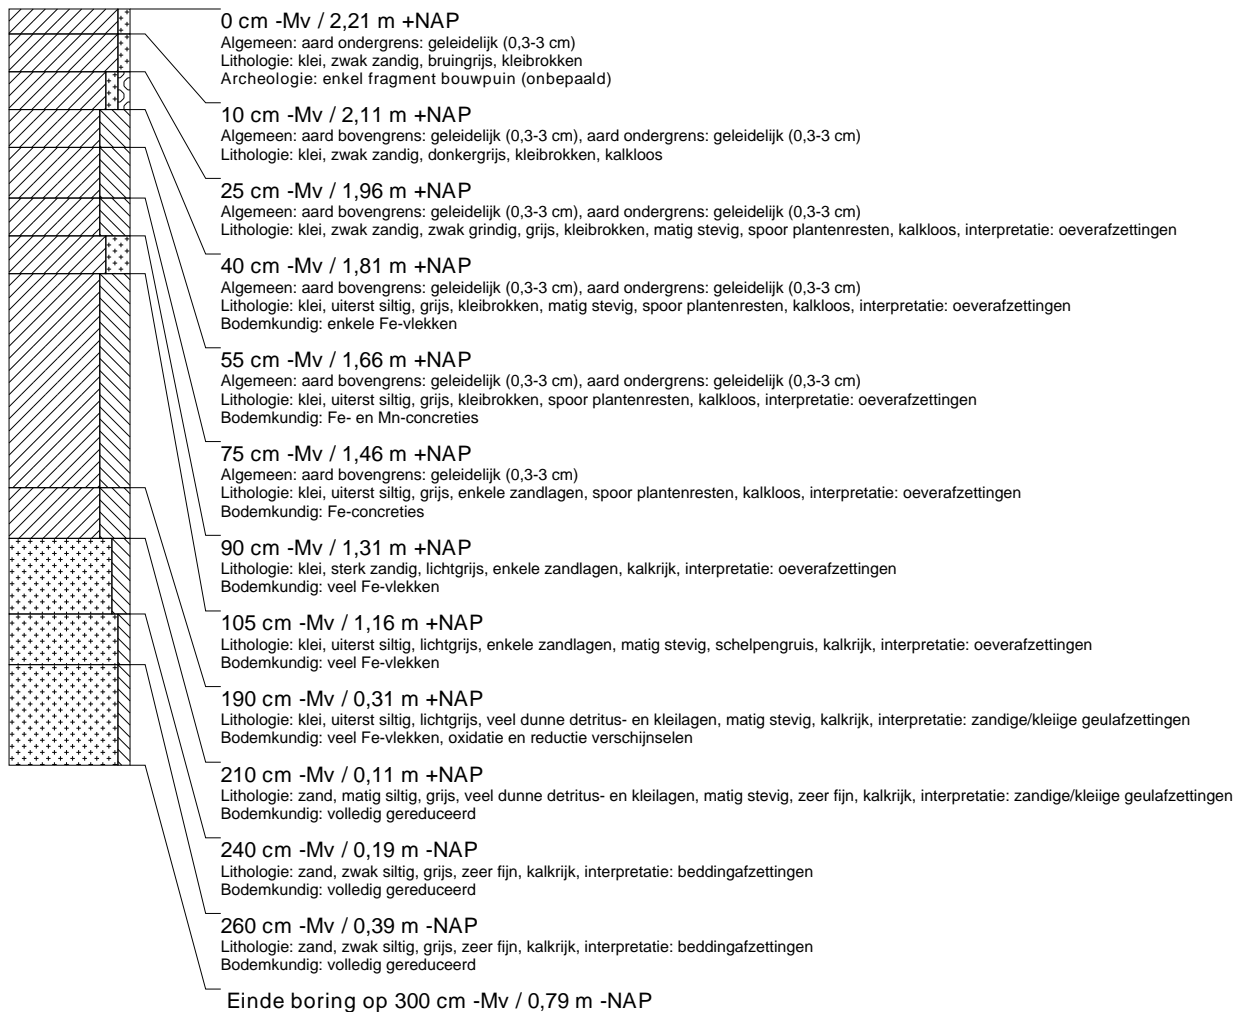 0 cm -Mv / 2,21 m +NAP
Algemeen: aard ondergrens: geleidelijk (0,3-3 cm)
Lithologie: klei, zwak zandig, bruingrijs, kleibrokken
Archeologie: enkel fragment bouwpuin (onbepaald)
10 cm -Mv / 2,11 m +NAP
Algemeen: aard bovengrens: geleidelijk (0,3-3 cm), aard ondergrens: geleidelijk (0,3-3 cm)
Lithologie: klei, zwak zandig, donkergrijs, kleibrokken, kalkloos
25 cm -Mv / 1,96 m +NAP
Algemeen: aard bovengrens: geleidelijk (0,3-3 cm), aard ondergrens: geleidelijk (0,3-3 cm)
Lithologie: klei, zwak zandig, zwak grindig, grijs, kleibrokken, matig stevig, spoor plantenresten, kalkloos, interpretatie: oeverafzettingen
40 cm -Mv / 1,81 m +NAP
Algemeen: aard bovengrens: geleidelijk (0,3-3 cm), aard ondergrens: geleidelijk (0,3-3 cm)
Lithologie: klei, uiterst siltig, grijs, kleibrokken, matig stevig, spoor plantenresten, kalkloos, interpretatie: oeverafzettingen
Bodemkundig: enkele Fe-vlekken
55 cm -Mv / 1,66 m +NAP
Algemeen: aard bovengrens: geleidelijk (0,3-3 cm), aard ondergrens: geleidelijk (0,3-3 cm)
Lithologie: klei, uiterst siltig, grijs, kleibrokken, spoor plantenresten, kalkloos, interpretatie: oeverafzettingen
Bodemkundig: Fe- en Mn-concreties
75 cm -Mv / 1,46 m +NAP
Algemeen: aard bovengrens: geleidelijk (0,3-3 cm)
Lithologie: klei, uiterst siltig, grijs, enkele zandlagen, spoor plantenresten, kalkloos, interpretatie: oeverafzettingen
Bodemkundig: Fe-concreties
90 cm -Mv / 1,31 m +NAP
Lithologie: klei, sterk zandig, lichtgrijs, enkele zandlagen, kalkrijk, interpretatie: oeverafzettingen
Bodemkundig: veel Fe-vlekken
105 cm -Mv / 1,16 m +NAP
Lithologie: klei, uiterst siltig, lichtgrijs, enkele zandlagen, matig stevig, schelpengruis, kalkrijk, interpretatie: oeverafzettingen
Bodemkundig: veel Fe-vlekken
190 cm -Mv / 0,31 m +NAP
Lithologie: klei, uiterst siltig, lichtgrijs, veel dunne detritus- en kleilagen, matig stevig, kalkrijk, interpretatie: zandige/kleiige geulafzettingen
Bodemkundig: veel Fe-vlekken, oxidatie en reductie verschijnselen
210 cm -Mv / 0,11 m +NAP
Lithologie: zand, matig siltig, grijs, veel dunne detritus- en kleilagen, matig stevig, zeer fijn, kalkrijk, interpretatie: zandige/kleiige geulafzettingen
Bodemkundig: volledig gereduceerd
240 cm -Mv / 0,19 m -NAP
Lithologie: zand, zwak siltig, grijs, zeer fijn, kalkrijk, interpretatie: beddingafzettingen
Bodemkundig: volledig gereduceerd
260 cm -Mv / 0,39 m -NAP
Lithologie: zand, zwak siltig, grijs, zeer fijn, kalkrijk, interpretatie: beddingafzettingen
Bodemkundig: volledig gereduceerd
Einde boring op 300 cm -Mv / 0,79 m -NAP